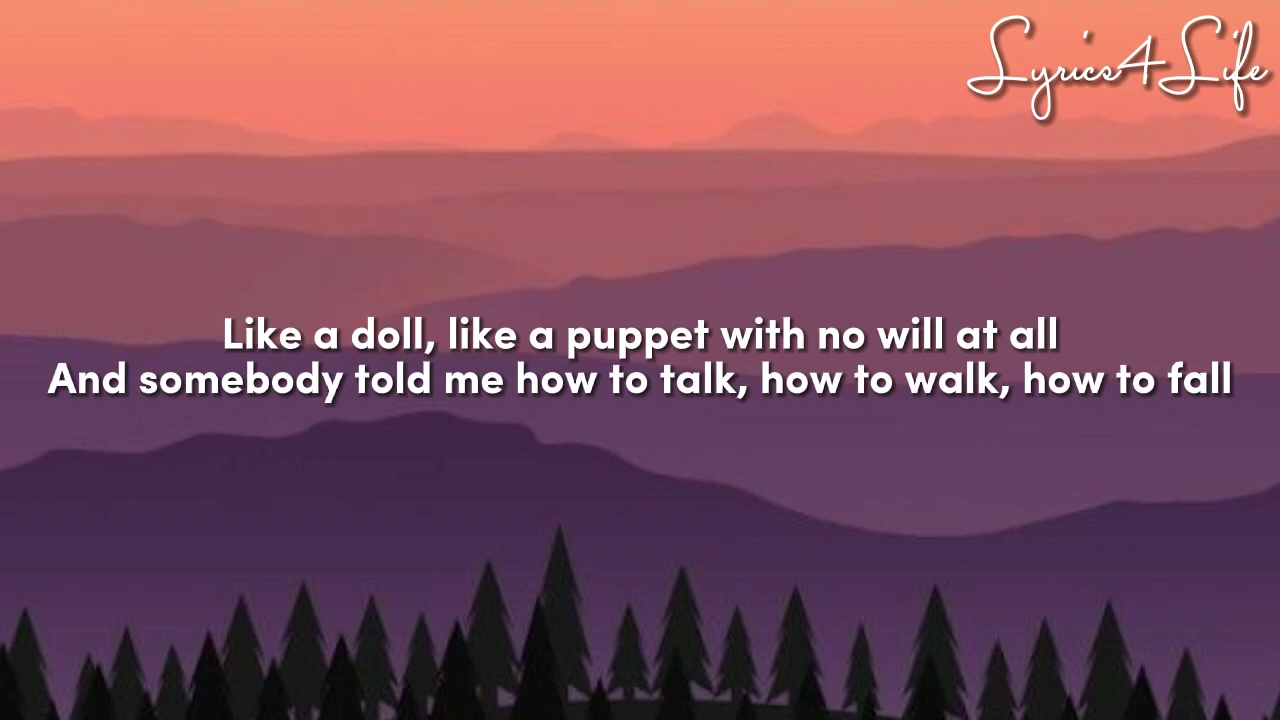 Lyrics4Life
Like a doll, like a puppet with no will at all
And somebody told me how to talk, how to walk, how to fall